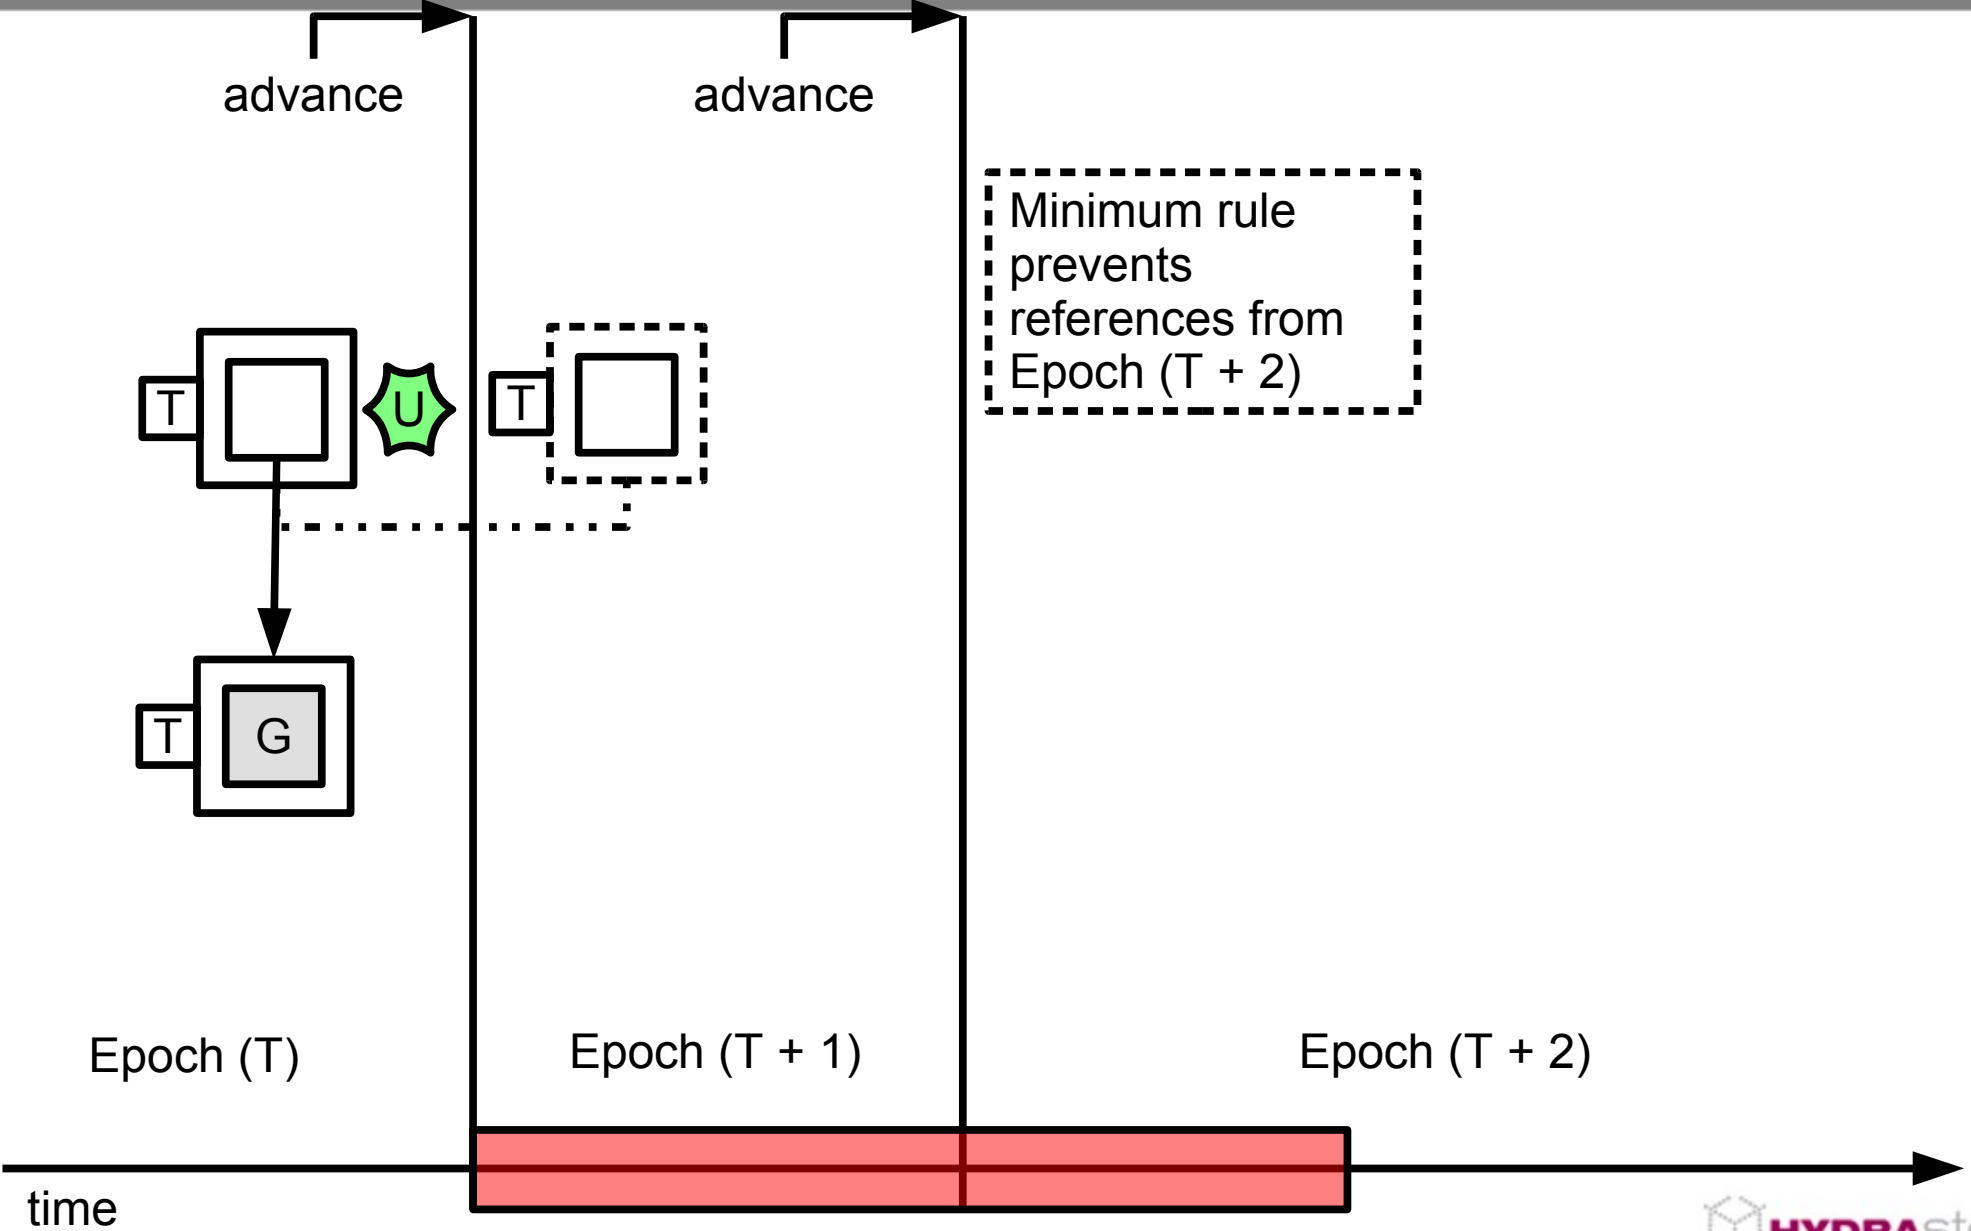 advance
advance
Minimum rule
prevents
references from
Epoch (T + 2)
T
U
T
T
G
Epoch (T)
Epoch (T + 1)
Epoch (T + 2)
time